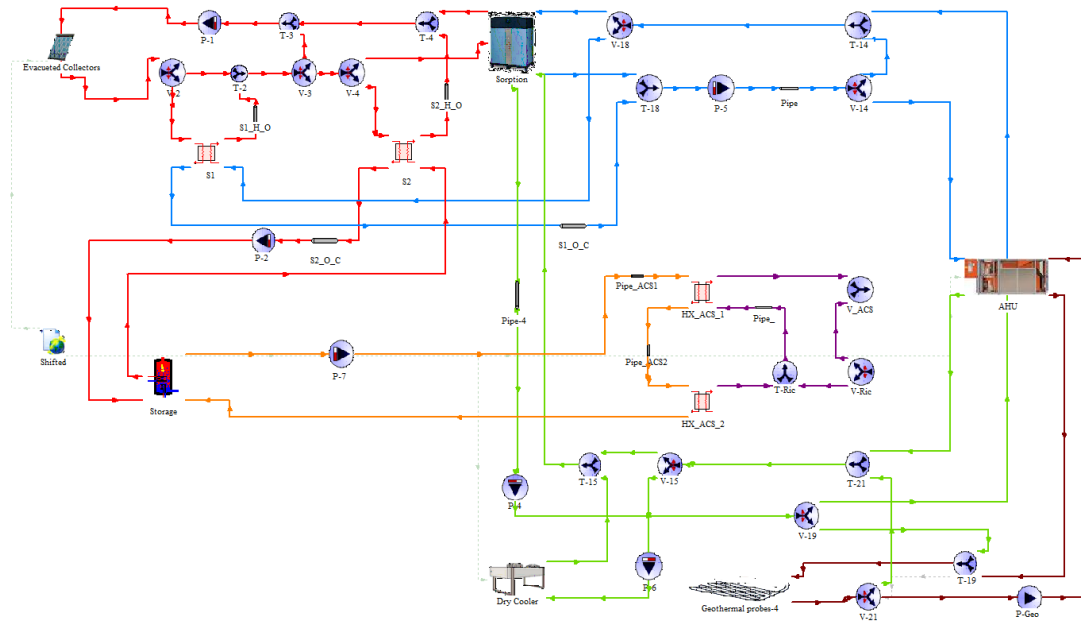 P-1
T-3
T-4
V-18
T-14
Evacueted Collectors
Sorption
V-2
T-2
V-3
V-4
T-18
P-5
Pipe
V-14
S1_H_O
S2_H_O
S1
S2
S1_O_C
P-2
S2_O_C
Pipe_ACS1
HX_ACS_1
Pipe_
V_ACS
AHU
Pipe-4
Shifted
P-7
Pipe_ACS2
T-Ric
V-Ric
Storage
HX_ACS_2
T-15
V-15
T-21
P-4
V-19
Dry Cooler
P-6
T-19
Geothermal probes-4
V-21
P-Geo